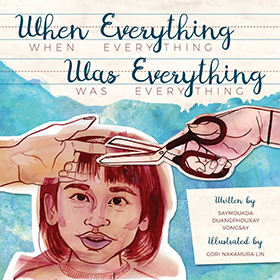 When Everything
WHEN EVERYTHING
Was Everything
WAS EVERYTHING
Written by
SAYMOUKDA
DUANGPHOUXAY
VONGSAY
Illustrated by
CORI NAKAMURA LIN